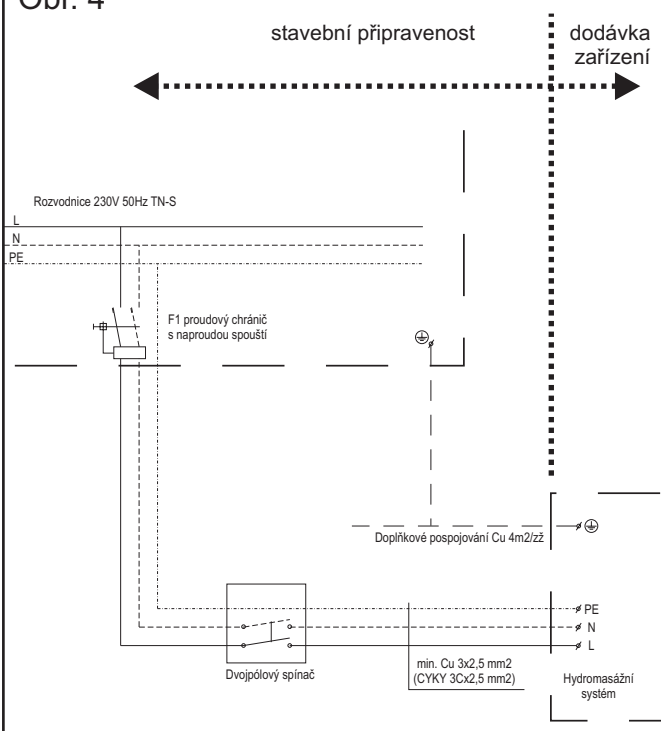 Obr. 4
stavební připravenost
dodávka
zařízení
Rozvodnice 230V 50Hz TN-S
L
N
PE
F1 proudový chránič
s naproudou spouští
Doplňkové pospojování Cu 4m2/zž
PE
N
L
Dvojpólový spínač
min. Cu 3x2,5 mm2
(CYKY 3Cx2,5 mm2)
Hydromasážní
systém